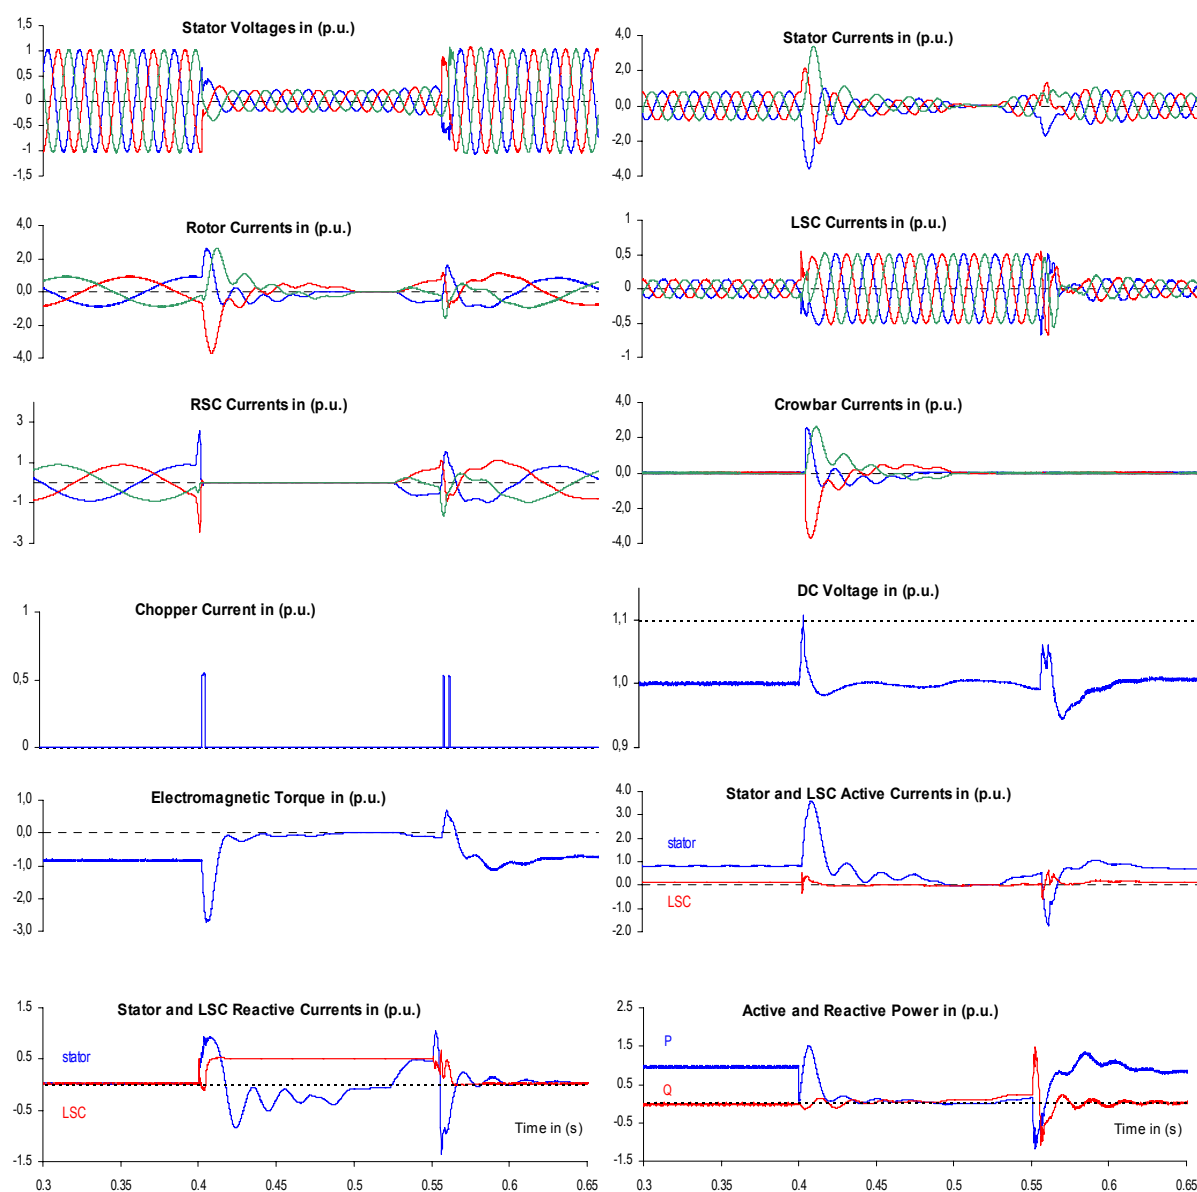 Stator Voltages in (p.u.)
1,5
1
0,5
0
-0,5
-1
-1,5
Stator Currents in (p.u.)
4,0
2,0
0,0
-2,0
-4,0
Rotor Currents in (p.u.)
4,0
2,0
0,0
-2,0
-4,0
LSC Currents in (p.u.)
1
0,5
0
-0,5
-1
RSC Currents in (p.u.)
3
1
-1
-3
Crowbar Currents in (p.u.)
4,0
2,0
0,0
-2,0
-4,0
Chopper Current in (p.u.)
1
0,5
0
DC Voltage in (p.u.)
1,1
1,0
0,9
Electromagnetic Torque in (p.u.)
1,0
0,0
-1,0
-2,0
-3,0
Stator and LSC Active Currents in (p.u.)
4.0
3.0
2.0
1.0
0.0
-1.0
-2.0
stator
LSC
Stator and LSC Reactive Currents in (p.u.)
1.5
0.5
-0.5
-1.5
stator
LSC
Time in (s)
0.3 0.4 0.45 0.5 0.55 0.6 0.65
Active and Reactive Power in (p.u.)
2.5
1.5
0.5
-0.5
-1.5
P
Q
Time in (s)
0.3 0.4 0.45 0.5 0.55 0.6 0.65